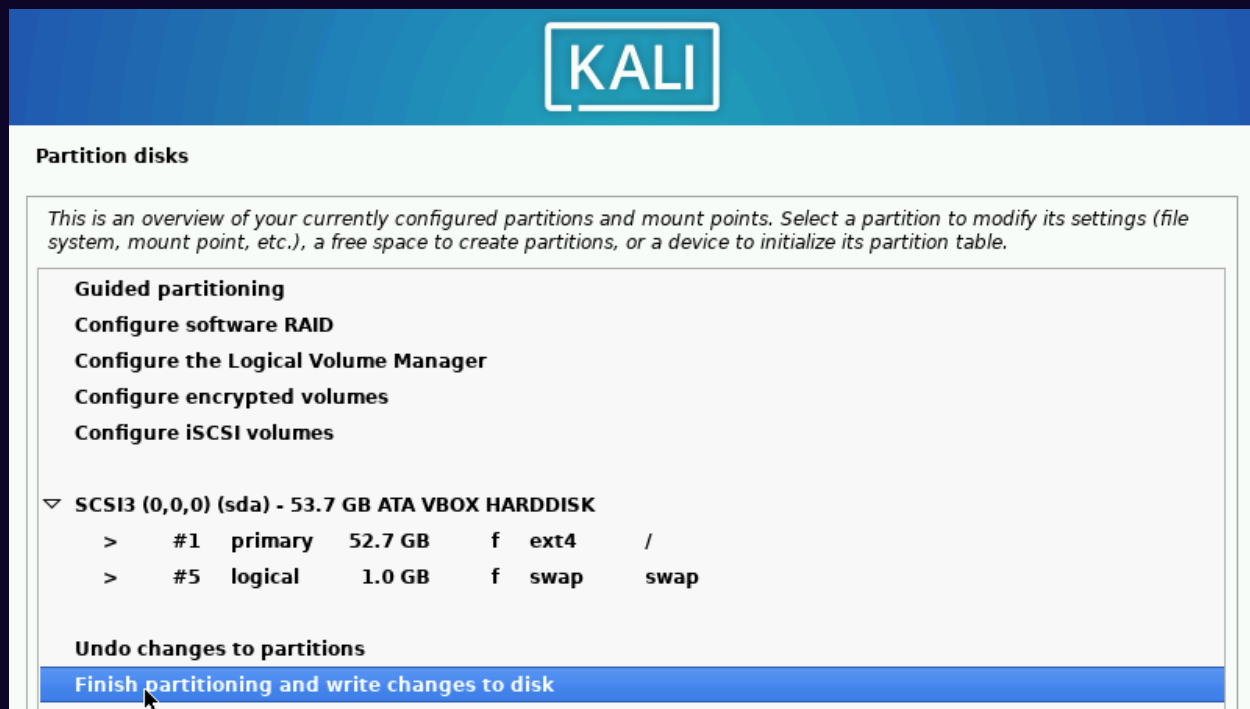 KALI
Partition disks
This is an overview of your currently configured partitions and mount points. Select a partition to modify its settings (file
system, mount point, etc.), a free space to create partitions, or a device to initialize its partition table.
Guided partitioning
Configure software RAID
Configure the Logical Volume Manager
Configure encrypted volumes
Configure iSCSI volumes
SCSI3 (0,0,0) (sda) - 53.7 GB ATA VBOX HARDDISK
> #1 primary 52.7 GB f ext4 /
> #5 logical 1.0 GB f swap swap
Undo changes to partitions
Finish partitioning and write changes to disk